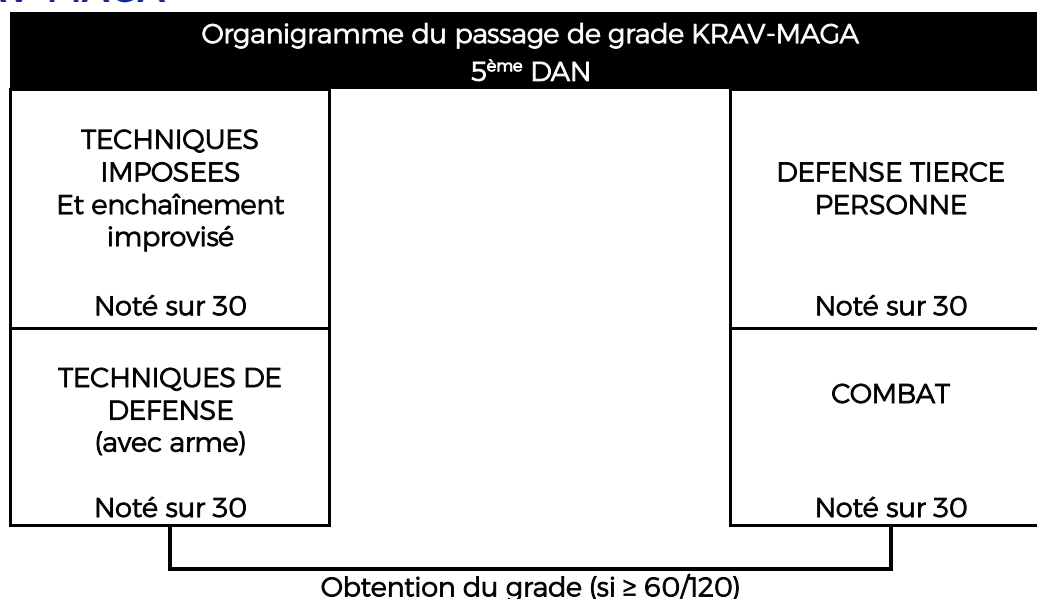 Organigramme du passage de grade KRAV-MAGA
5ème DAN
TECHNIQUES
IMPOSEES
Et enchaînement
improvisé
Noté sur 30
DEFENSE TIERCE
PERSONNE
Noté sur 30
TECHNIQUES DE
DEFENSE
(avec arme)
Noté sur 30
COMBAT
Noté sur 30
Obtention du grade (si ≥ 60/120)